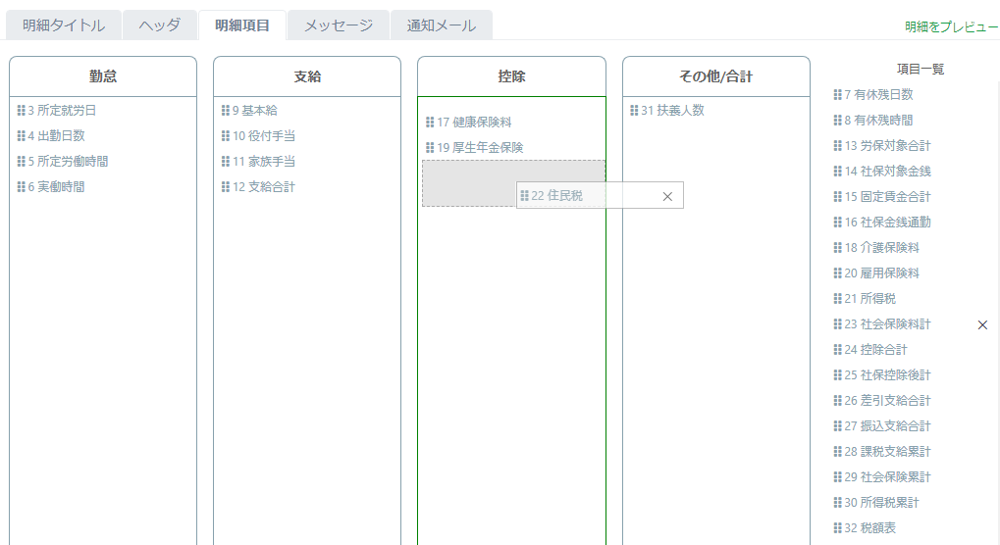 明細タイトル ヘッダ 明細項目 メッセージ 通知メール 明細をプレビュー
勤怠
3 所定就労日
4 出勤日数
5 所定労働時間
6 実働時間
支給
9 基本給
10 役付手当
11 家族手当
12 支給合計
控除
17 健康保険料
19 厚生年金保険
22 住民税
その他/合計
31 扶養人数
項目一覧
7 有休残日数
8 有休残時間
13 労保対象合計
14 社保対象金銭
15 固定賃金合計
16 社保金銭通勤
18 介護保険料
20 雇用保険料
21 所得税
23 社会保険料計
24 控除合計
25 社保控除後計
26 差引支給合計
27 振込支給合計
28 課税支給累計
29 社会保険累計
30 所得税累計
32 税額表